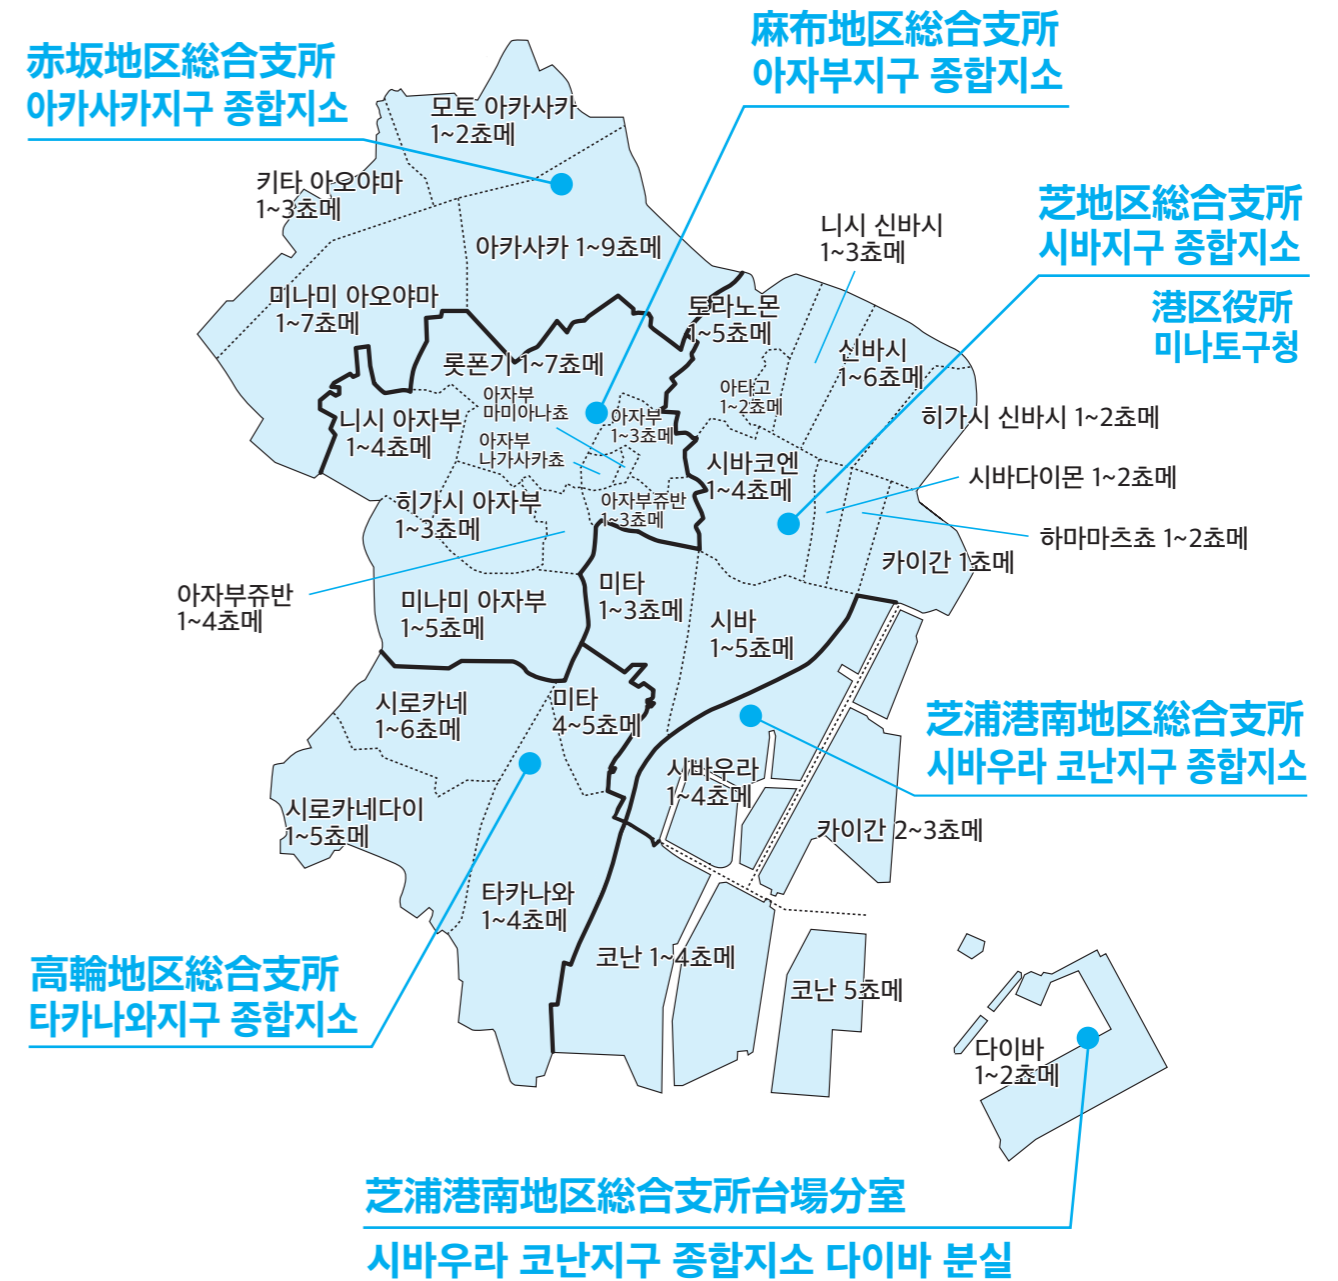 赤坂地区総合支所
아카사카지구 종합지소
麻布地区総合支所
아자부지구 종합지소
芝地区総合支所
시바지구 종합지소
港区役所
미나토구청
모토 아카사카
1~2쵸메
키타 아오야마
1~3쵸메
아카사카 1~9쵸메
미나미 아오야마
1~7쵸메
니시 신바시
1~3쵸메
토라노몬
1~5쵸메
신바시
1~6쵸메
아타고
1~2쵸메
히가시 신바시 1~2쵸메
롯폰기 1~7쵸메
아자부
마미아나쵸
아자부
1~3쵸메
니시 아자부
1~4쵸메
아자부
나가사카쵸
시바코엔
1~4쵸메
시바다이몬 1~2쵸메
히가시 아자부
1~3쵸메
아자부쥬반
1~3쵸메
하마마츠쵸 1~2쵸메
카이간 1쵸메
아자부쥬반
1~4쵸메
미나미 아자부
1~5쵸메
미타
1~3쵸메
시바
1~5쵸메
시로카네
1~6쵸메
미타
4~5쵸메
芝浦港南地区総合支所
시바우라 코난지구 종합지소
시바우라
1~4쵸메
시로카네다이
1~5쵸메
카이간 2~3쵸메
타카나와
1~4쵸메
코난 1~4쵸메
코난 5쵸메
高輪地区総合支所
타카나와지구 종합지소
다이바
1~2쵸메
芝浦港南地区総合支所台場分室
시바우라 코난지구 종합지소 다이바 분실